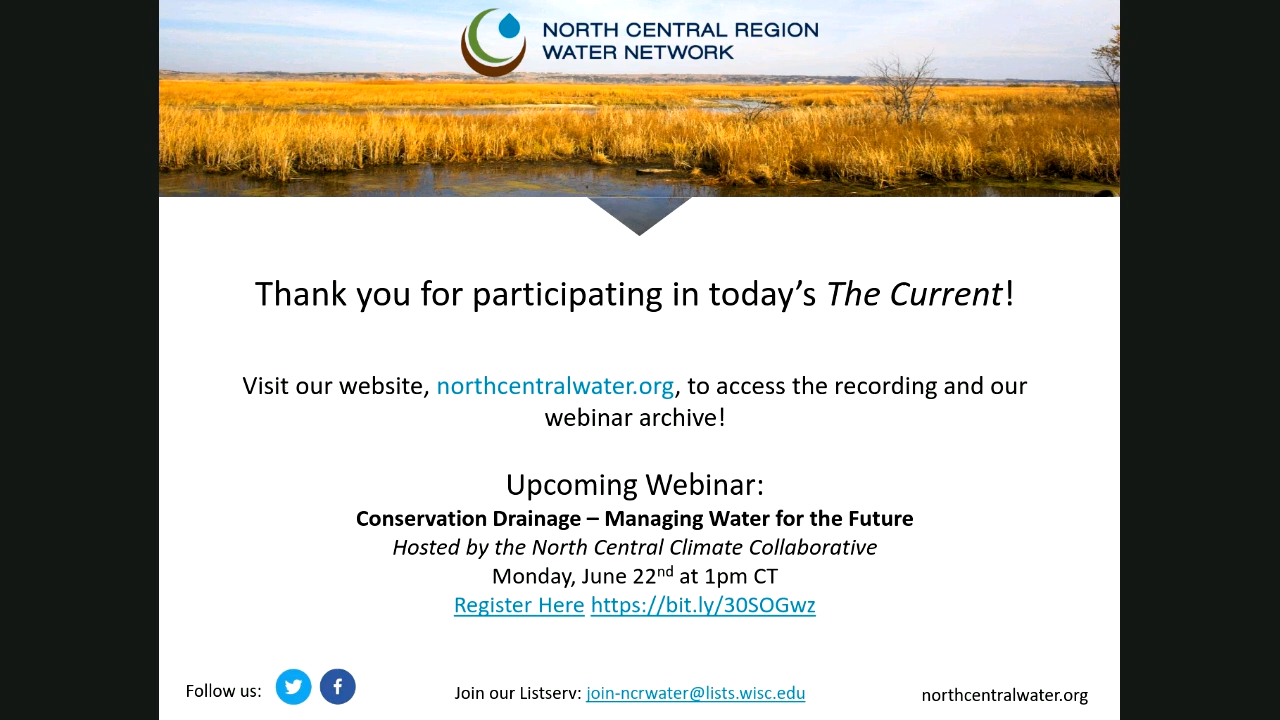 NORTH CENTRAL REGION
WATER NETWORK
Thank you for participating in today’s The Current!
Visit our website, northcentralwater.org, to access the recording and our
webinar archive!
Upcoming Webinar:
Conservation Drainage – Managing Water for the Future
Hosted by the North Central Climate Collaborative
Monday, June 22nd at 1pm CT
Register Here https://bit.ly/30SOGwz
Follow us:
Join our Listserv: join-ncrwater@lists.wisc.edu
northcentralwater.org